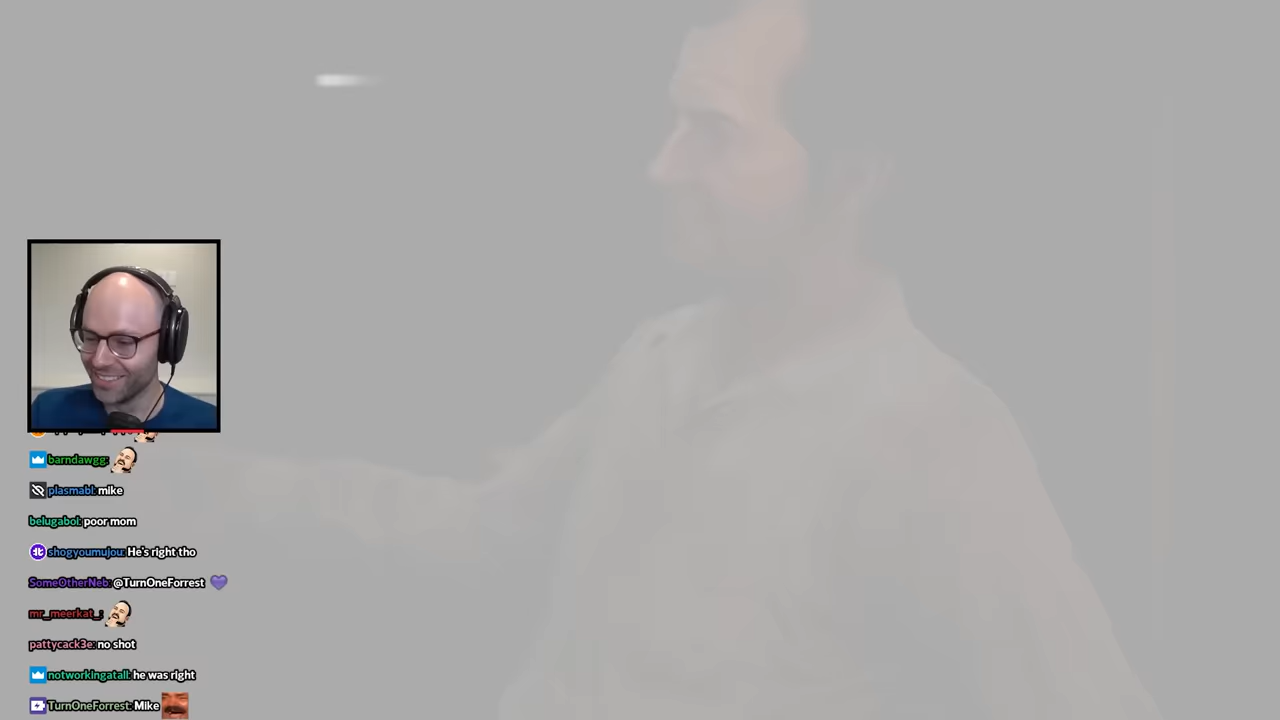 barndawgg:
plasmabl: mike
belugaboi: poor mom
shogyoumujou: He's right tho
SomeOtherNeb: @TurnOneForrest
mr_meerkat_:
pattycack3e: no shot
notworkingatall: he was right
TurnOneForrest: Mike